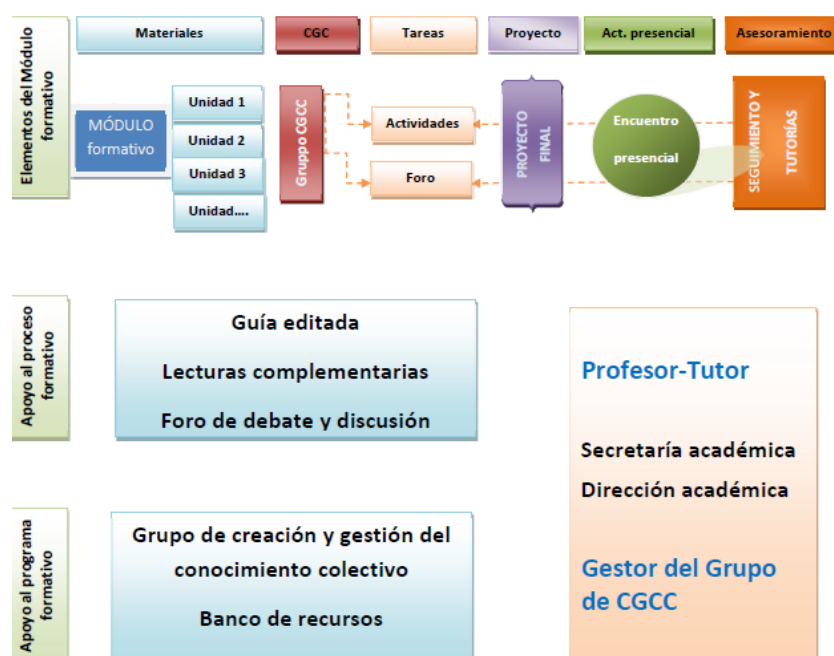 Elementos del Módulo
formativo
Materiales
CGC
Tareas
Proyecto
Act. presencial
Asesoramiento
MÓDULO
formativo
Unidad 1
Unidad 2
Unidad 3
Unidad....
Gruppo CGCC
Actividades
Foro
PROYECTO
FINAL
Encuentro
presencial
SEGUIMIENTO Y
TUTORÍAS
Apoyo al proceso
formativo
Guía editada
Lecturas complementarias
Foro de debate y discusión
Profesor-Tutor
Secretaría académica
Dirección académica
Gestor del Grupo
de CGCC
Apoyo al programa
formativo
Grupo de creación y gestión del
conocimiento colectivo
Banco de recursos